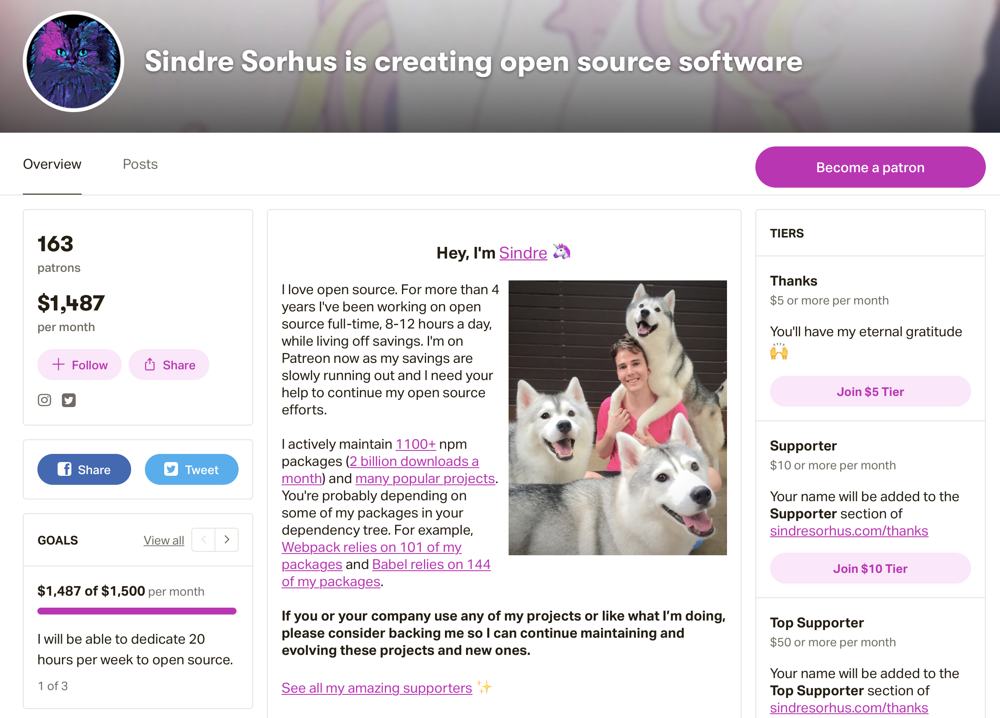 Sindre Sorhus is creating open source software
Overview
Posts
Become a patron
163
patrons
$1,487
per month
Follow
Share
Share
Tweet
GOALS
View all
$1,487 of $1,500 per month
I will be able to dedicate 20
hours per week to open source.
1 of 3
Hey, I'm Sindre 🦄
I love open source. For more than 4
years I've been working on open
source full-time, 8-12 hours a day,
while living off savings. I'm on
Patreon now as my savings are
slowly running out and I need your
help to continue my open source
efforts.
I actively maintain 1100+ npm
packages (2 billion downloads a
month) and many popular projects.
You're probably depending on
some of my packages in your
dependency tree. For example,
Webpack relies on 101 of my
packages and Babel relies on 144
of my packages.
If you or your company use any of my projects or like what I’m doing,
please consider backing me so I can continue maintaining and
evolving these projects and new ones.
See all my amazing supporters ✨
TIERS
Thanks
$5 or more per month
You'll have my eternal gratitude
🙌
Join $5 Tier
Supporter
$10 or more per month
Your name will be added to the
Supporter section of
sindresorhus.com/thanks
Join $10 Tier
Top Supporter
$50 or more per month
Your name will be added to the
Top Supporter section of
sindresorhus.com/thanks